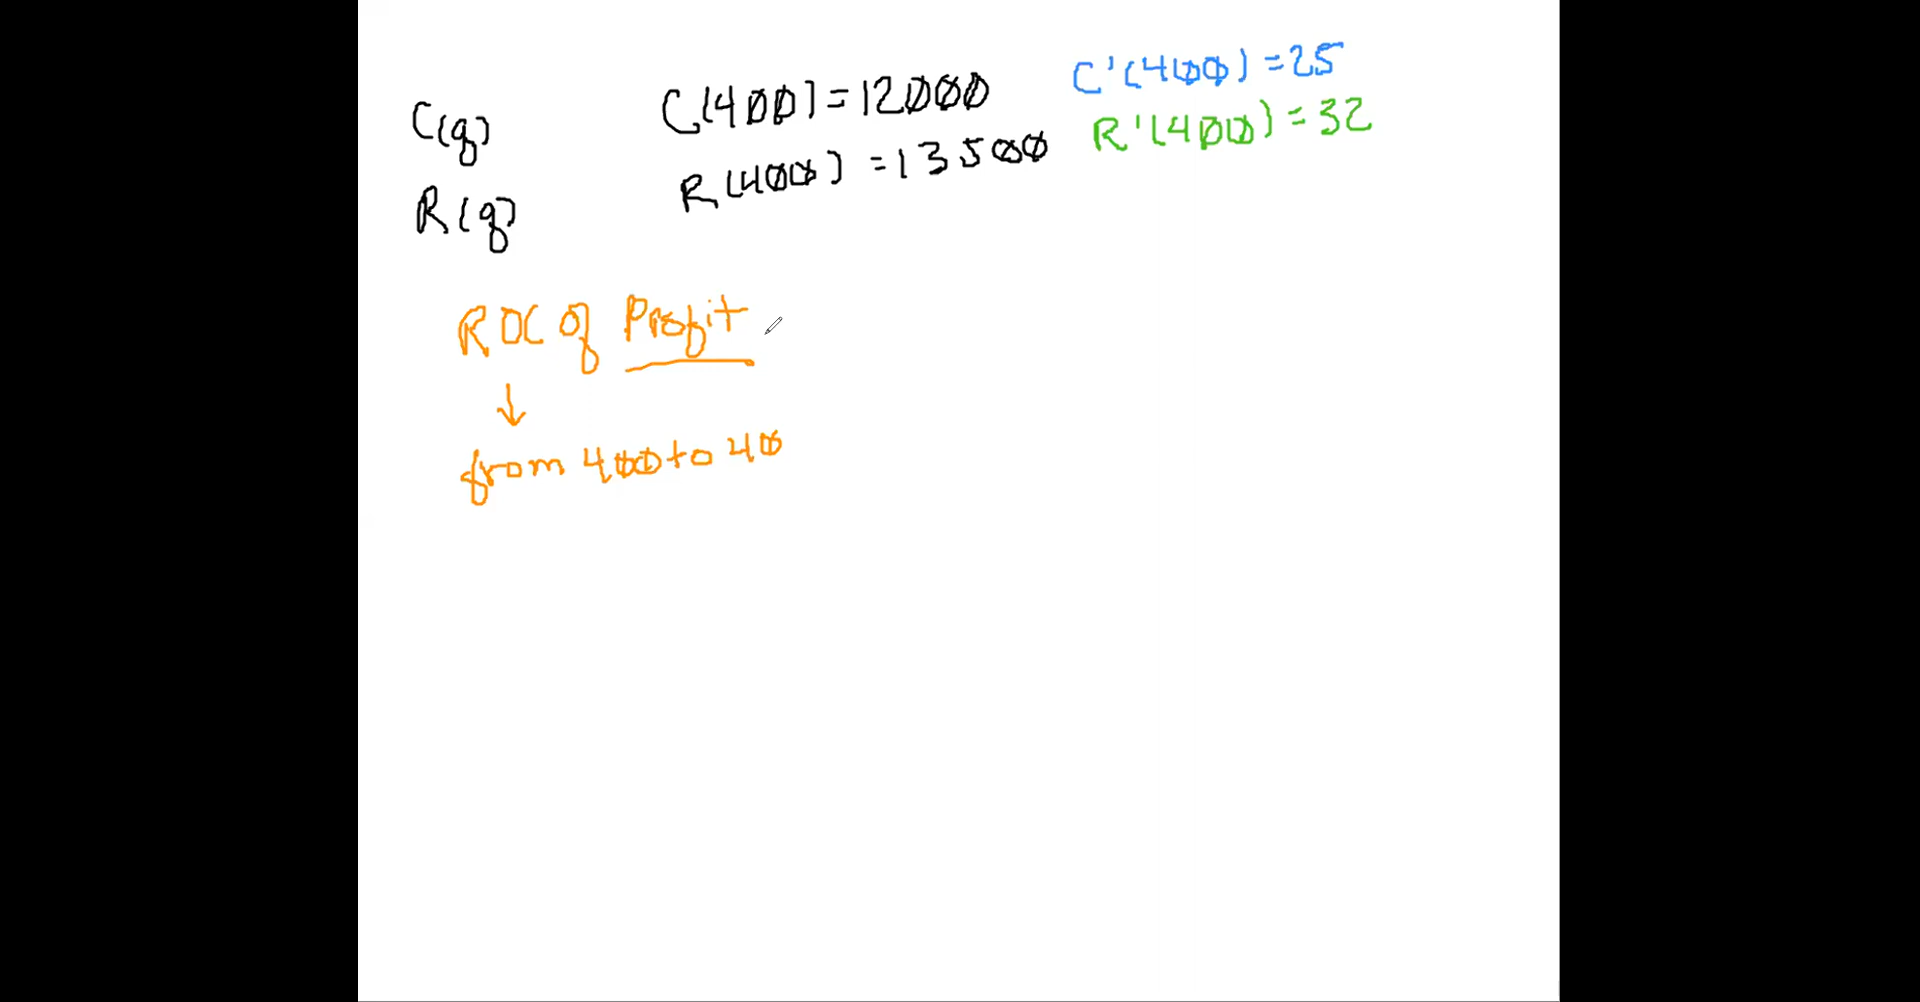 C(q)
R(q)
C(400)=12000
R(400)=13500
C'(400)=25
R'(400)=32
ROC of Profit
↓
from 400 to 40